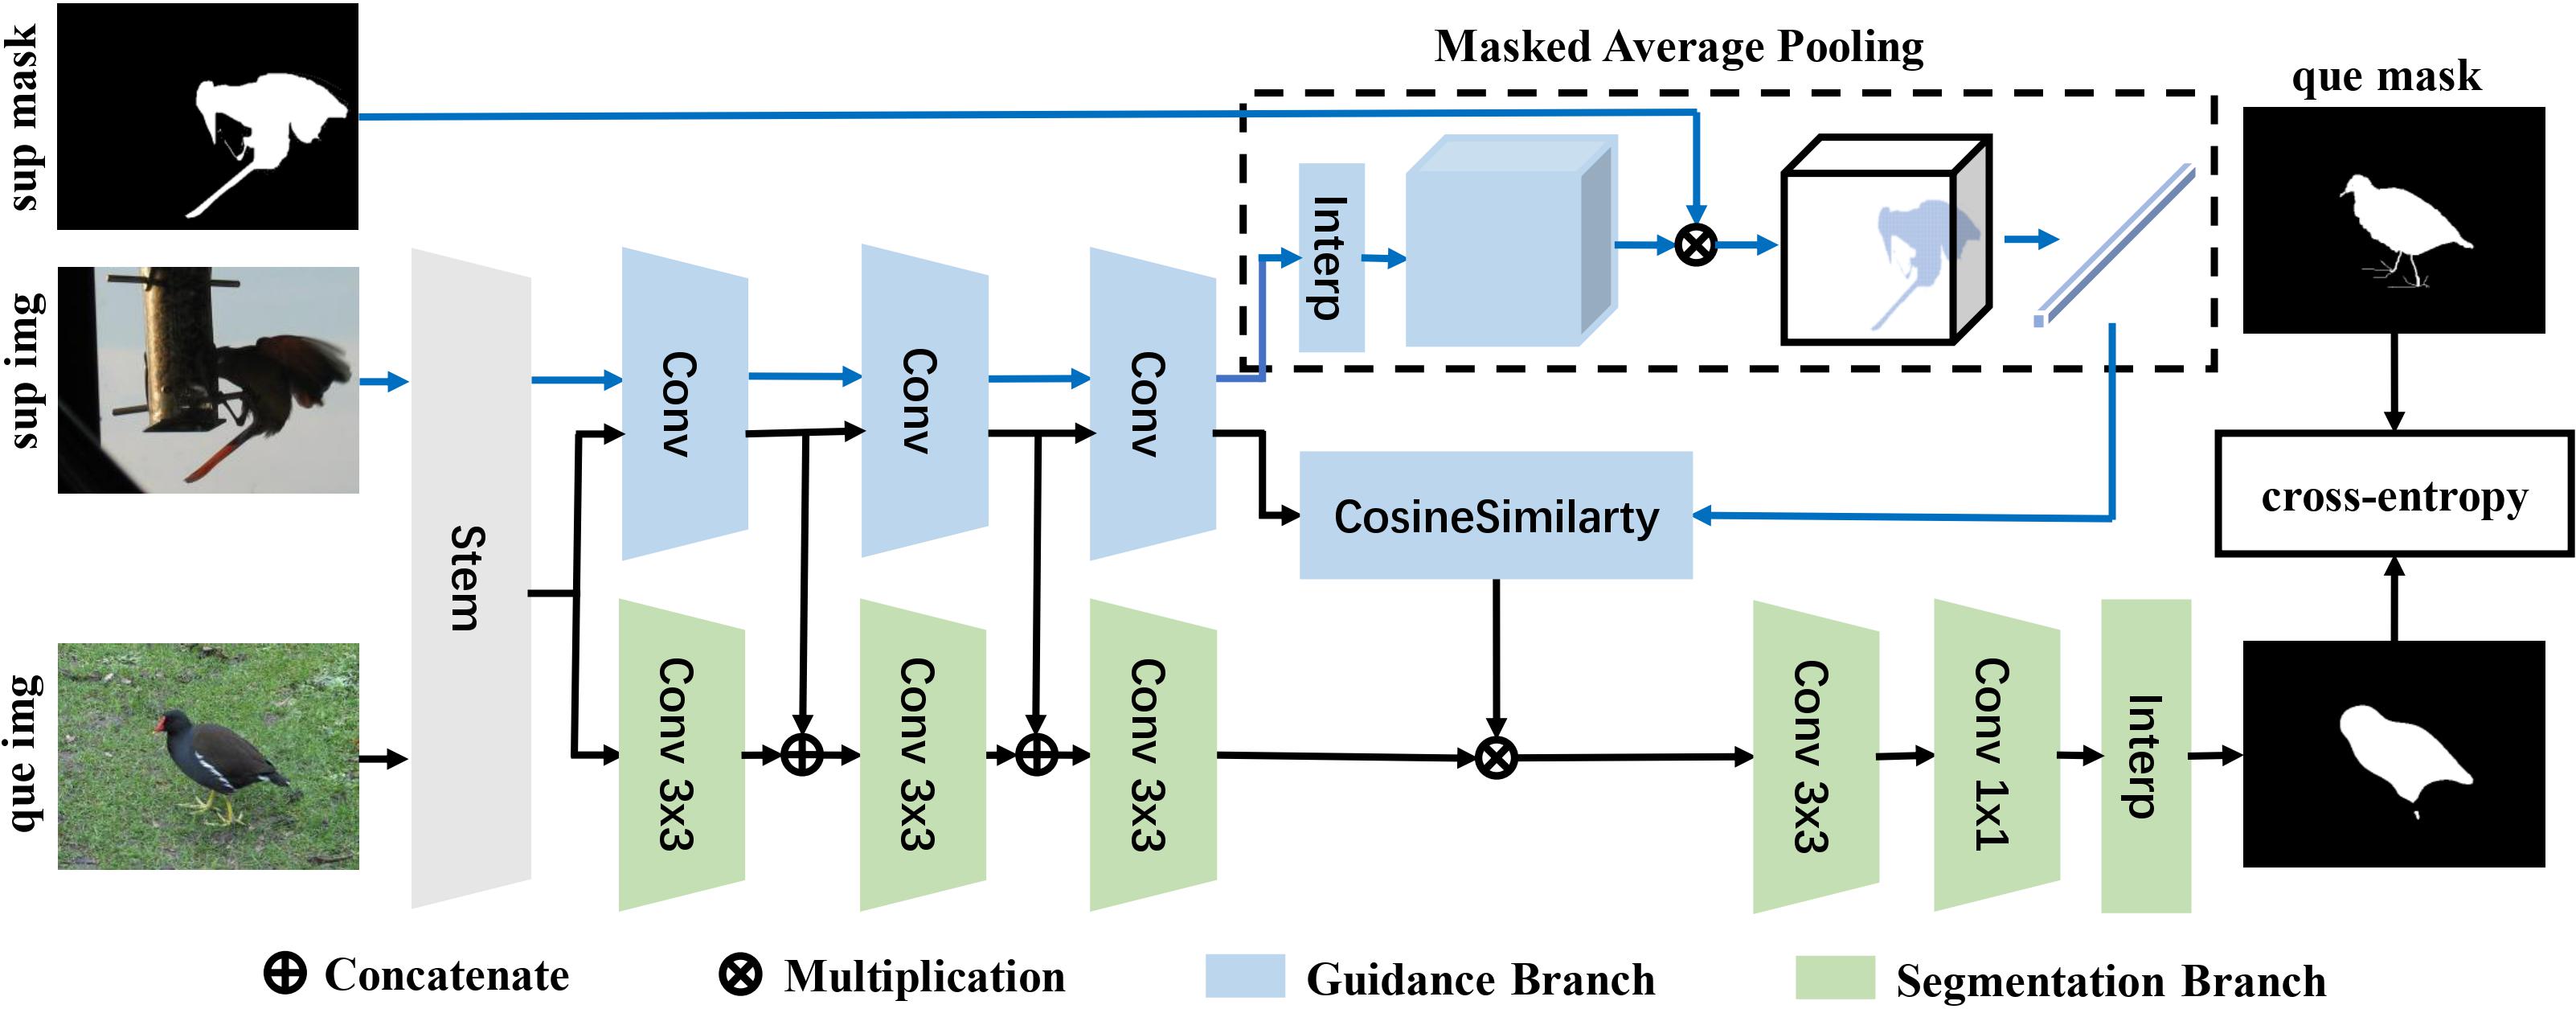 Masked Average Pooling
que mask
sup mask
Interp
sup img
Conv
Conv
Conv
Stem
CosineSimilarty
cross-entropy
que img
Conv 3x3
Conv 3x3
Conv 3x3
Conv 3x3
Conv 1x1
Interp
Concatenate
Multiplication
Guidance Branch
Segmentation Branch